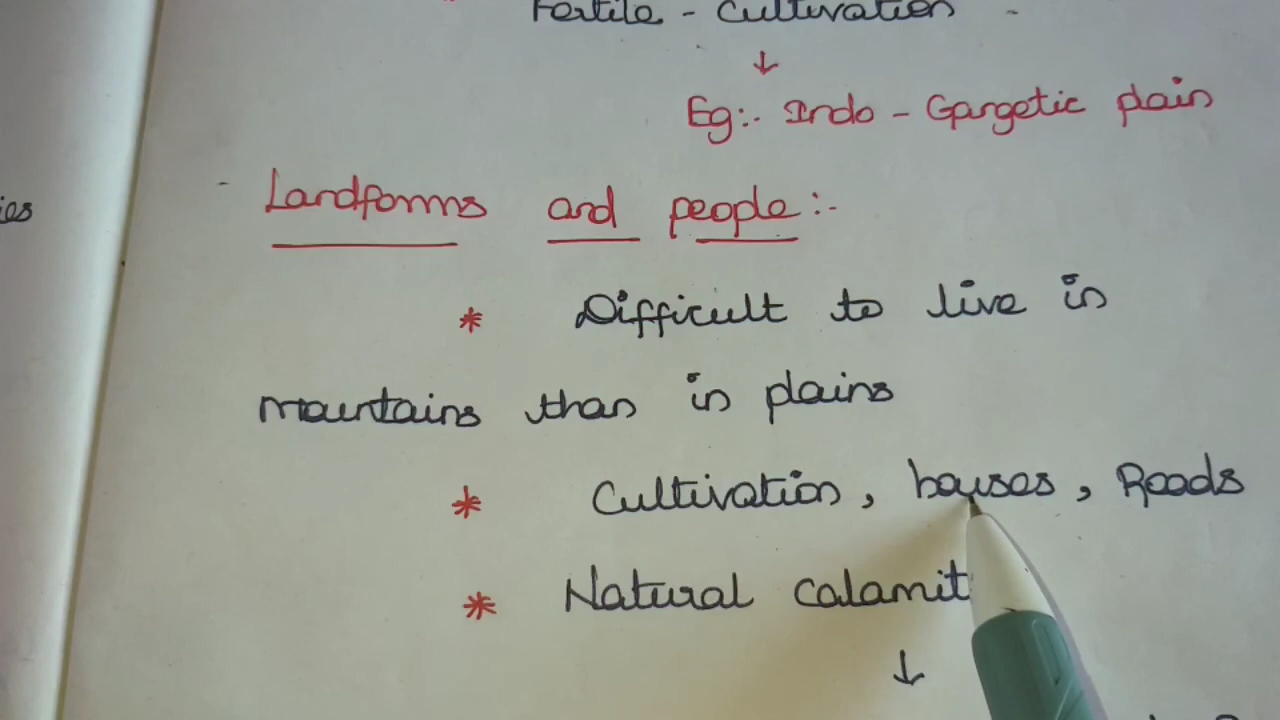 Fertile - Cultivation -
↓
Eg:- Indo - Gangetic plain
- Landforms and people:-
ies
* Difficult to live in
mountains than in plains
* Cultivation, houses, Roads
* Natural calamit
↓